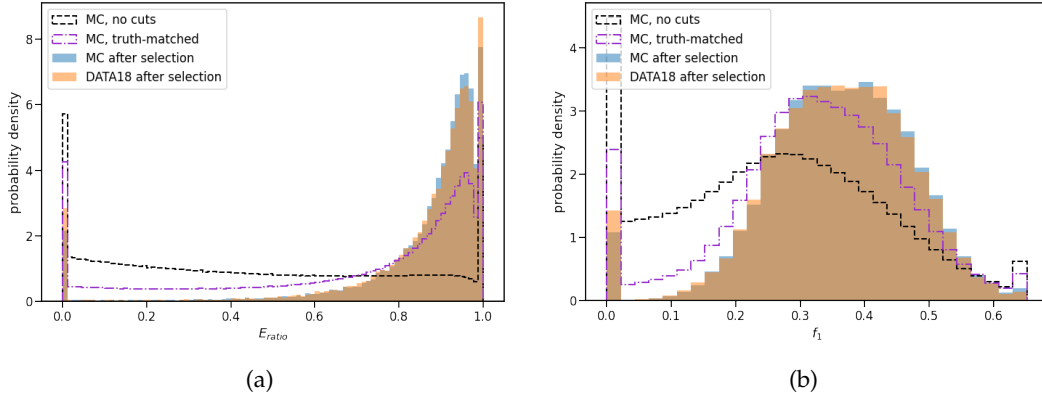 MC, no cuts
MC, truth-matched
MC after selection
DATA18 after selection
probability density
8
6
4
2
0
0.0 0.2 0.4 0.6 0.8 1.0
E_ratio
(a)
MC, no cuts
MC, truth-matched
MC after selection
DATA18 after selection
probability density
4
3
2
1
0
0.0 0.1 0.2 0.3 0.4 0.5 0.6
f_1
(b)